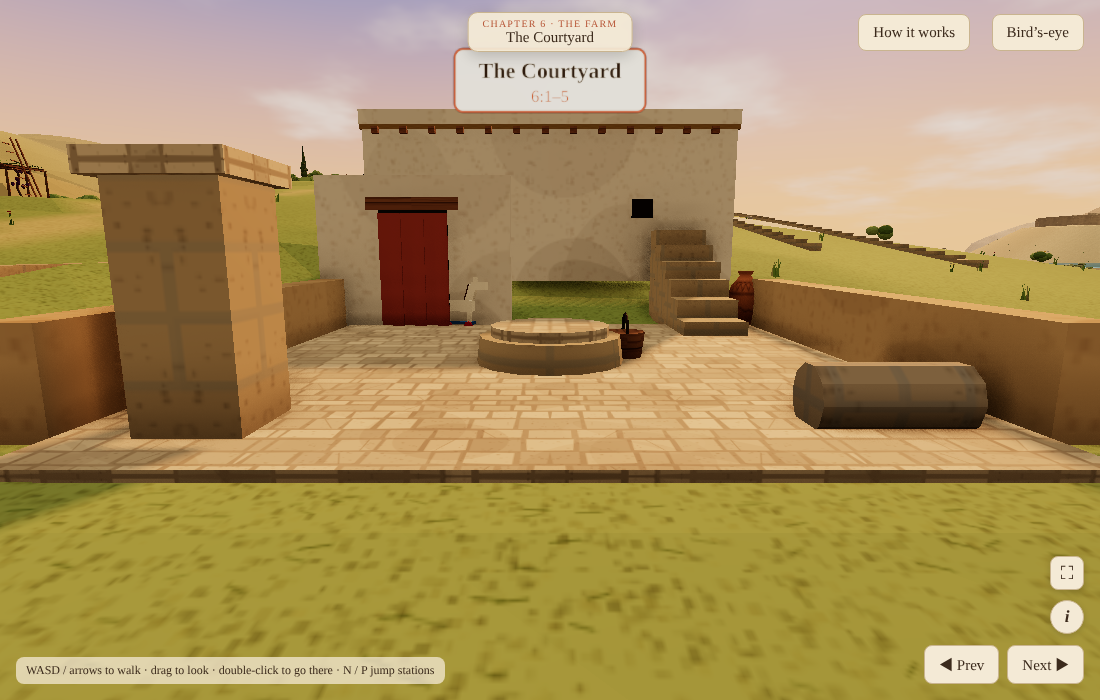 CHAPTER 6 · THE FARM
The Courtyard
The Courtyard
6:1–5
How it works
Bird’s-eye
i
WASD / arrows to walk · drag to look · double-click to go there · N / P jump stations
◀ Prev
Next ▶